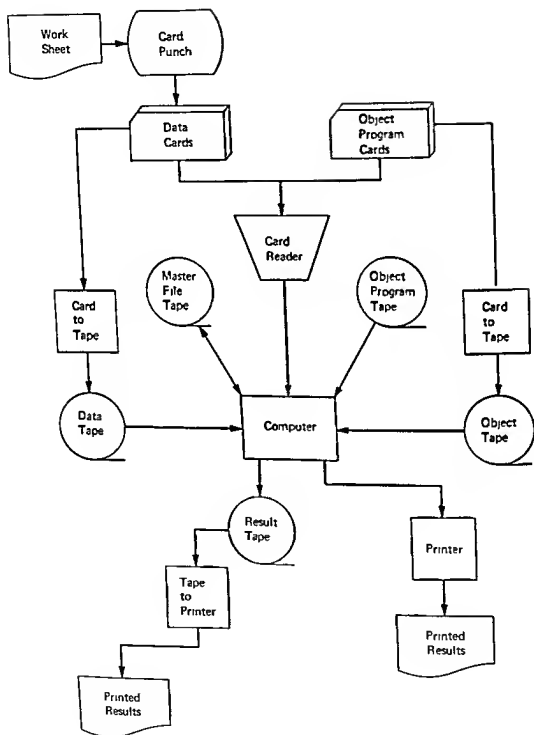 Work
Sheet
Card
Punch
Data
Cards
Object
Program
Cards
Card
Reader
Master
File
Tape
Object
Program
Tape
Card
to
Tape
Card
to
Tape
Data
Tape
Computer
Object
Tape
Result
Tape
Printer
Tape
to
Printer
Printed
Results
Printed
Results